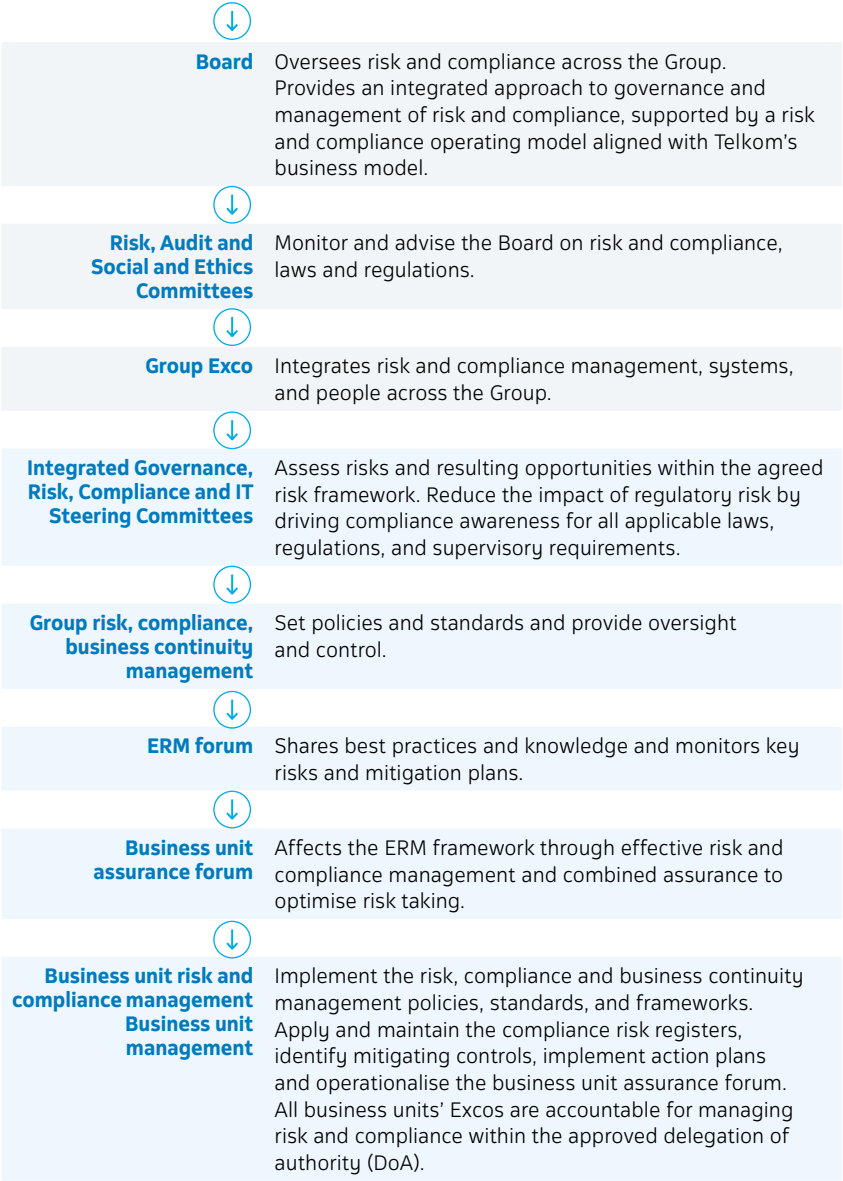 Board
Oversees risk and compliance across the Group.
Provides an integrated approach to governance and
management of risk and compliance, supported by a risk
and compliance operating model aligned with Telkom's
business model.
Risk, Audit and
Social and Ethics
Committees
Monitor and advise the Board on risk and compliance,
laws and regulations.
Group Exco
Integrates risk and compliance management, systems,
and people across the Group.
Integrated Governance,
Risk, Compliance and IT
Steering Committees
Assess risks and resulting opportunities within the agreed
risk framework. Reduce the impact of regulatory risk by
driving compliance awareness for all applicable laws,
regulations, and supervisory requirements.
Group risk, compliance,
business continuity
management
Set policies and standards and provide oversight
and control.
ERM forum
Shares best practices and knowledge and monitors key
risks and mitigation plans.
Business unit
assurance forum
Affects the ERM framework through effective risk and
compliance management and combined assurance to
optimise risk taking.
Business unit risk and
compliance management
Business unit
management
Implement the risk, compliance and business continuity
management policies, standards, and frameworks.
Apply and maintain the compliance risk registers,
identify mitigating controls, implement action plans
and operationalise the business unit assurance forum.
All business units' Excos are accountable for managing
risk and compliance within the approved delegation of
authority (DoA).